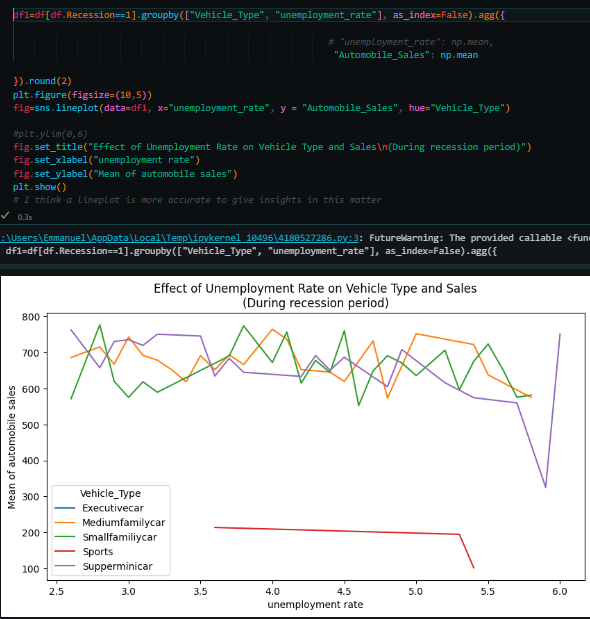 df1=df[df.Recession==1].groupby(["Vehicle_Type", "unemployment_rate"], as_index=False).agg({
# "unemployment_rate": np.mean,
"Automobile_Sales": np.mean
}).round(2)
plt.figure(figsize=(10,5))
fig=sns.lineplot(data=df1, x="unemployment_rate", y = "Automobile_Sales", hue="Vehicle_Type")
#plt.ylim(0,6)
fig.set_title("Effect of Unemployment Rate on Vehicle Type and Sales\n(During recession period)")
fig.set_xlabel("unemployment rate")
fig.set_ylabel("Mean of automobile sales")
plt.show()
# I think a lineplot is more accurate to give insights in this matter
0.3s
:\Users\Emmanuel\AppData\Local\Temp\ipykernel_10496\4180527286.py:3: FutureWarning: The provided callable <func
df1=df[df.Recession==1].groupby(["Vehicle_Type", "unemployment_rate"], as_index=False).agg({
Effect of Unemployment Rate on Vehicle Type and Sales
(During recession period)
800
700
600
500
400
300
200
100
Mean of automobile sales
Vehicle_Type
Executivecar
Mediumfamilycar
Smallfamiliycar
Sports
Supperminicar
2.5 3.0 3.5 4.0 4.5 5.0 5.5 6.0
unemployment rate